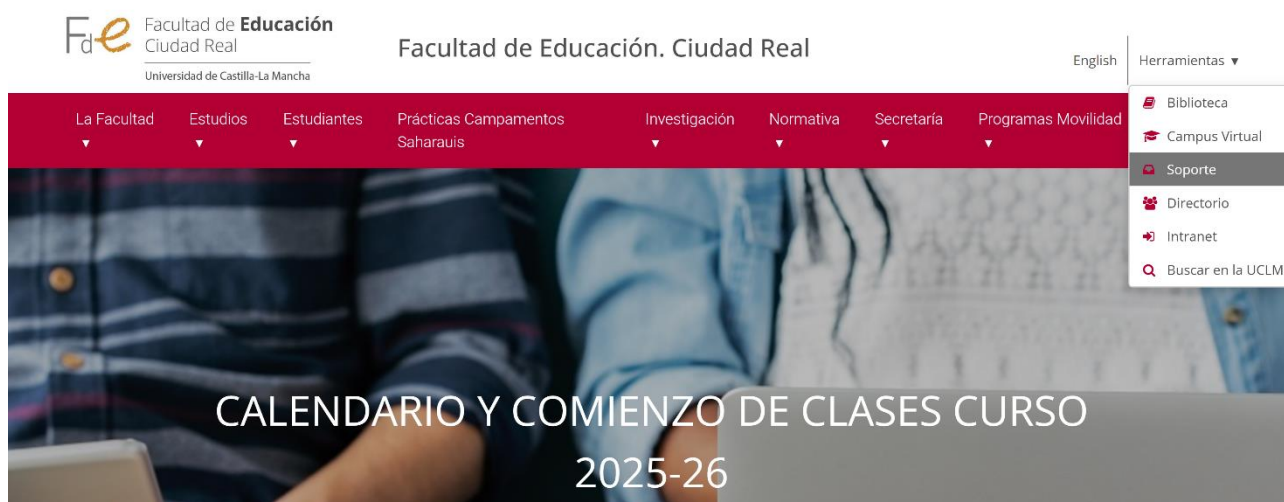 Fde
Facultad de Educación
Ciudad Real
Universidad de Castilla-La Mancha
Facultad de Educación. Ciudad Real
English
Herramientas ▼
La Facultad ▼
Estudios ▼
Estudiantes ▼
Prácticas Campamentos
Saharauis
Investigación ▼
Normativa ▼
Secretaría ▼
Programas Movilidad ▼
Biblioteca
Campus Virtual
Soporte
Directorio
Intranet
Buscar en la UCLM
CALENDARIO Y COMIENZO DE CLASES CURSO
2025-26